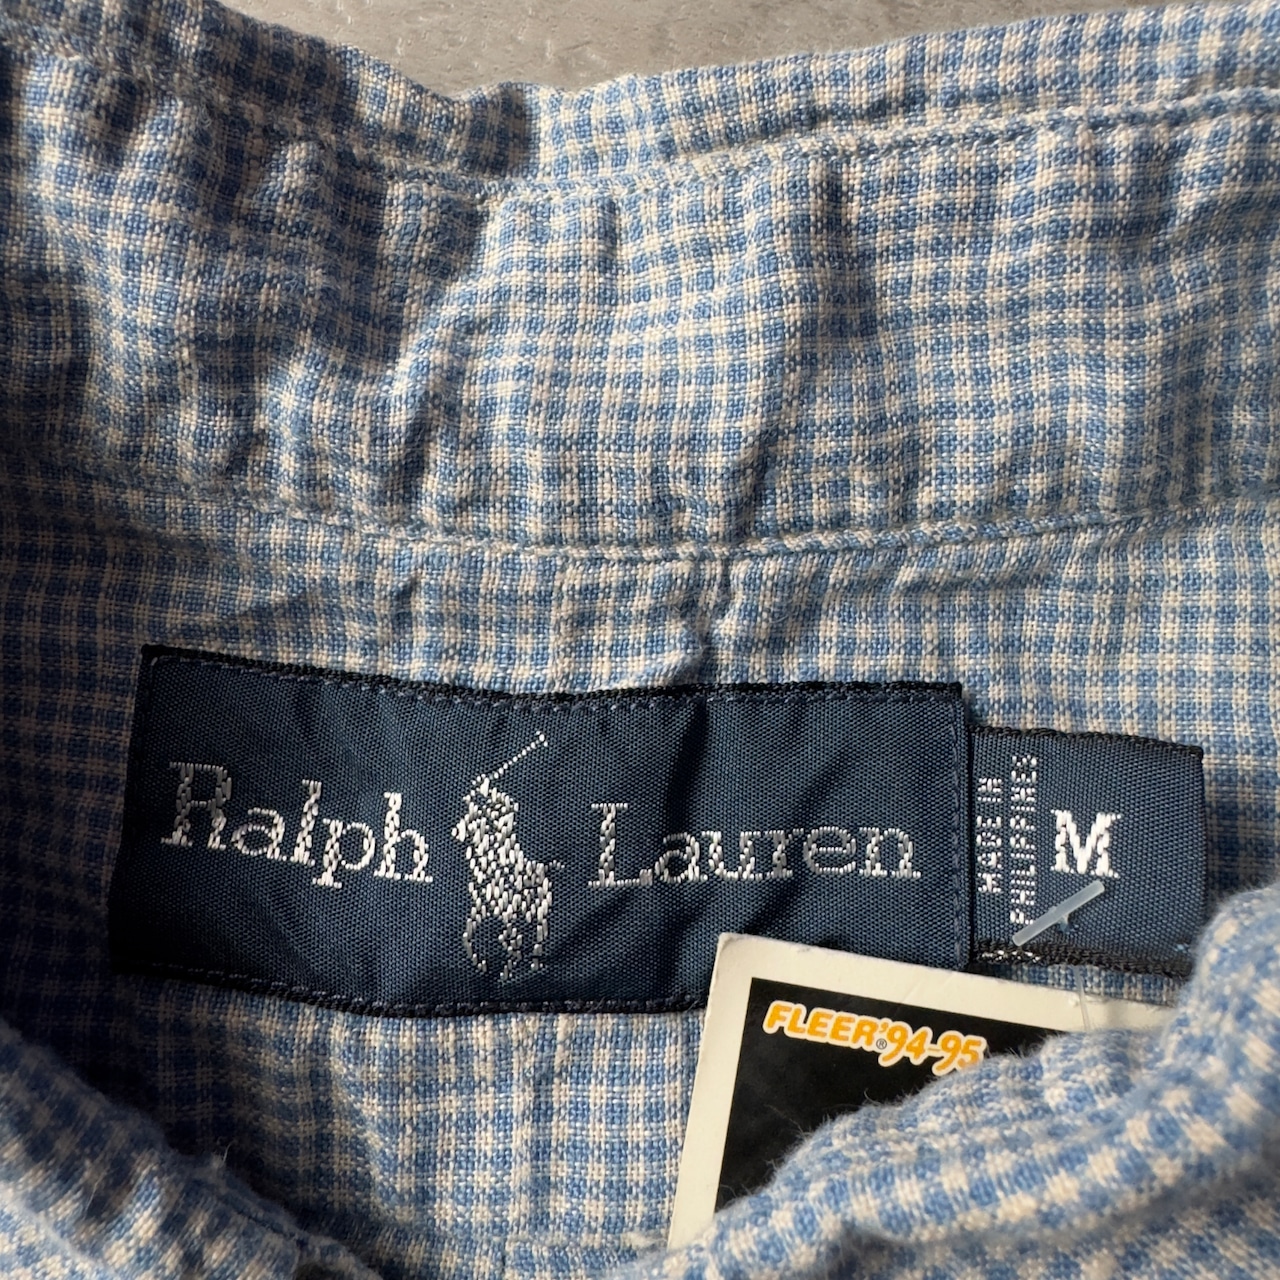 Ralph Lauren
MADE IN
PHILIPPINES
M
FLEER®'94-95